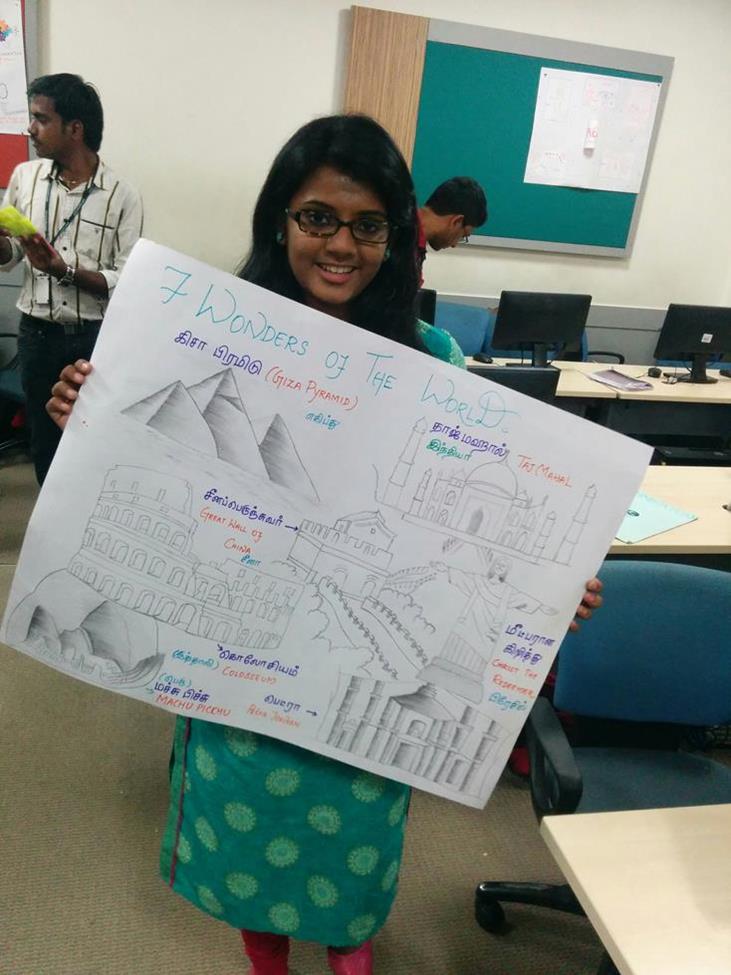 7 WONDERS OF THE WORLD.
கிசா பிரமிடு (GIZA PYRAMID)
எகிப்து
தாஜ்மஹால்
இந்தியா
TAJ MAHAL
சீனப்பெருஞ்சுவர்
GREAT WALL OF
CHINA
சீனா
மீட்பரான
கிறித்து
CHRIST THE
REDEEMER
பிரேசில்
கொலோசியம்
(இத்தாலி) COLOSSEUM
(பெரு)
மச்சு பிச்சு
MACHU PICCHU
பெட்ரா
PETRA JORDAN